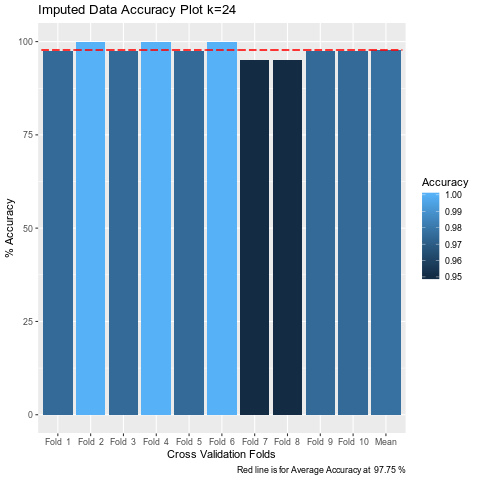 Imputed Data Accuracy Plot k=24
100
75
50
25
0
% Accuracy
Fold 1 Fold 2 Fold 3 Fold 4 Fold 5 Fold 6 Fold 7 Fold 8 Fold 9 Fold 10 Mean
Cross Validation Folds
Red line is for Average Accuracy at 97.75 %
Accuracy
1.00
0.99
0.98
0.97
0.96
0.95